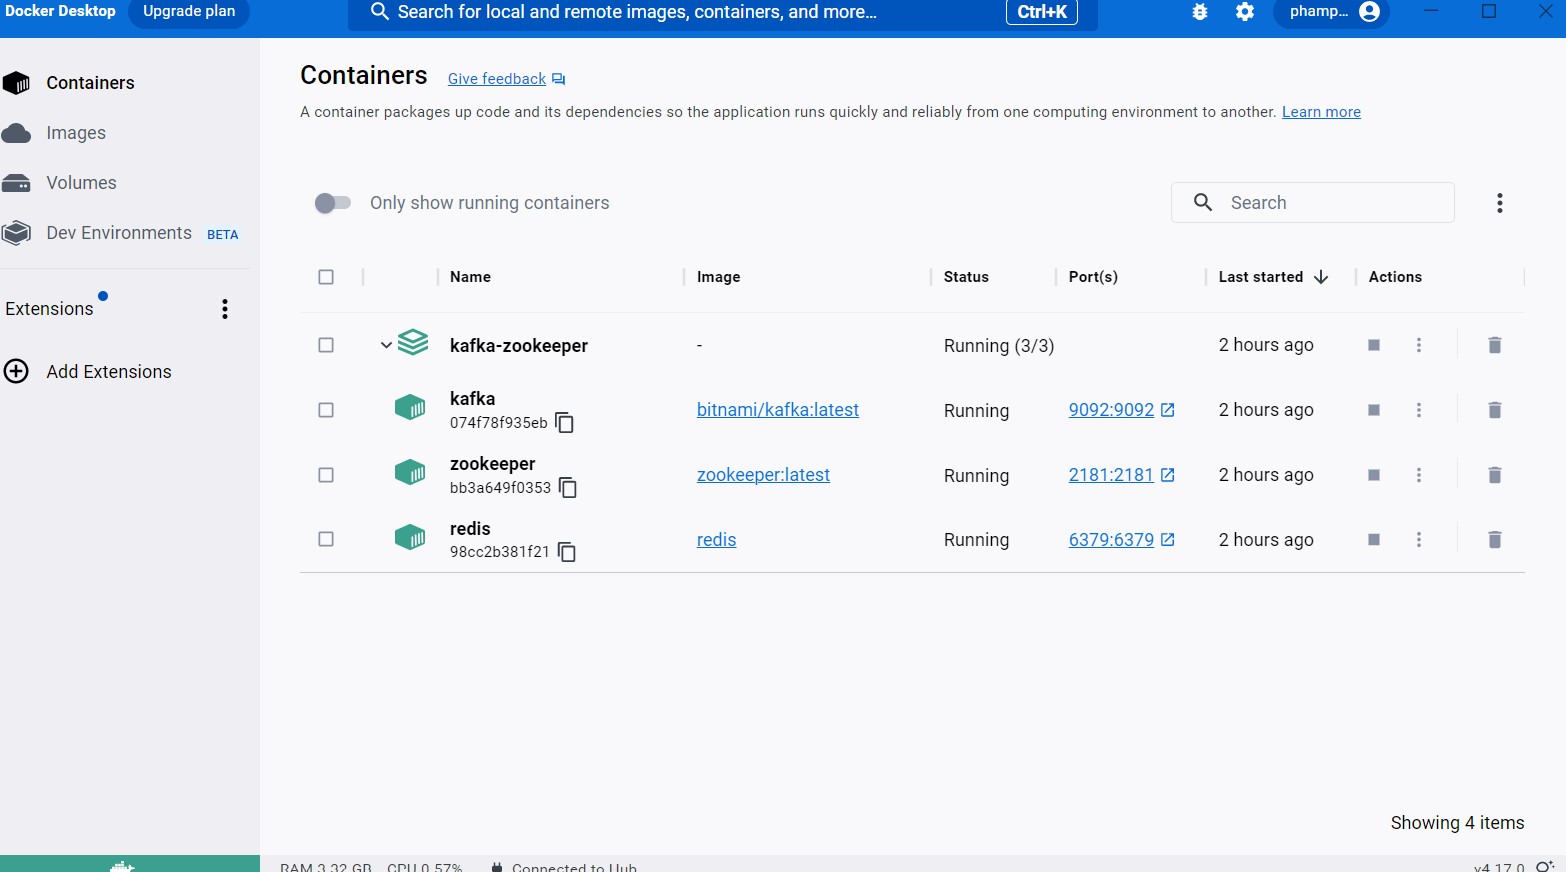 Docker Desktop Upgrade plan Search for local and remote images, containers, and more... Ctrl+K phamp...
Containers
Images
Volumes
Dev Environments BETA
Extensions
Add Extensions
Containers Give feedback
A container packages up code and its dependencies so the application runs quickly and reliably from one computing environment to another. Learn more
Only show running containers Search
Name Image Status Port(s) Last started Actions
kafka-zookeeper - Running (3/3) 2 hours ago
kafka
074f78f935eb bitnami/kafka:latest Running 9092:9092 2 hours ago
zookeeper
bb3a649f0353 zookeeper:latest Running 2181:2181 2 hours ago
redis
98cc2b381f21 redis Running 6379:6379 2 hours ago
Showing 4 items
RAM 3.32 GB CPU 0.57% Connected to Hub v4.17.0